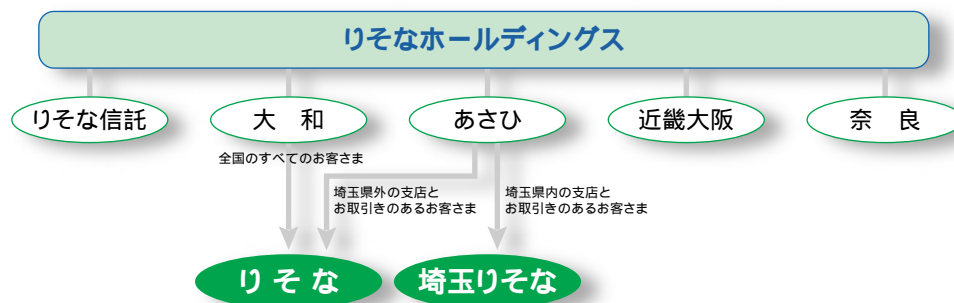 りそなホールディングス
りそな信託
大 和
あさひ
近畿大阪
奈 良
全国のすべてのお客さま
埼玉県外の支店と
お取引きのあるお客さま
埼玉県内の支店と
お取引きのあるお客さま
り そ な
埼玉りそな